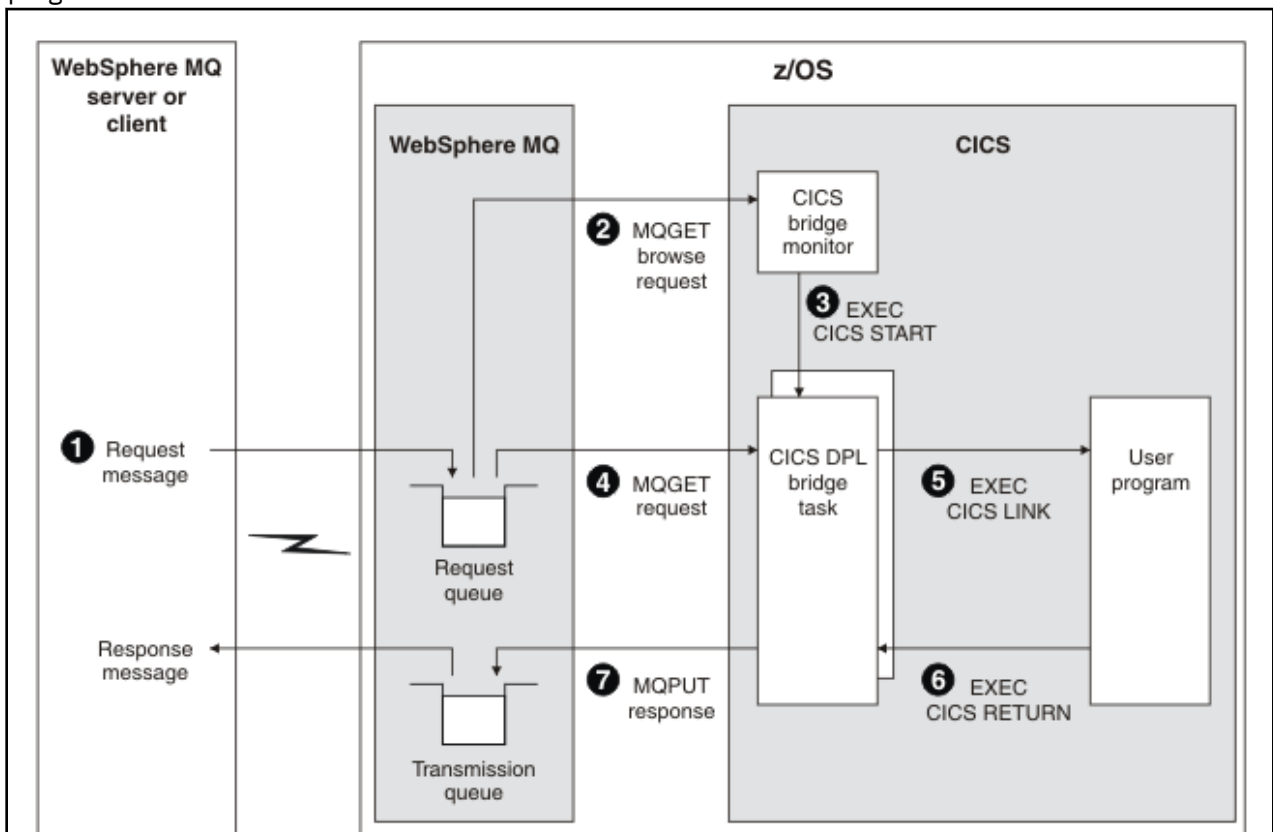 WebSphere MQ
server or
client
z/OS
WebSphere MQ
CICS
CICS
bridge
monitor
2 MQGET
browse
request
3 EXEC
CICS START
1 Request
message
4 MQGET
request
CICS DPL
bridge
task
5 EXEC
CICS LINK
User
program
Request
queue
Response
message
7 MQPUT
response
6 EXEC
CICS RETURN
Transmission
queue